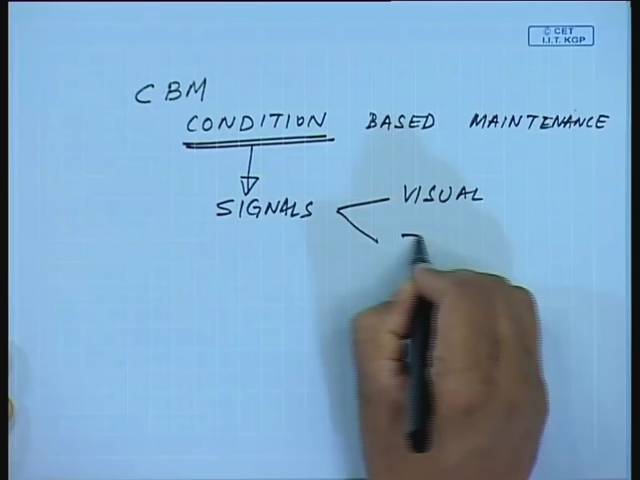 © CET
I.I.T. KGP
CBM
CONDITION BASED MAINTENANCE
SIGNALS VISUAL